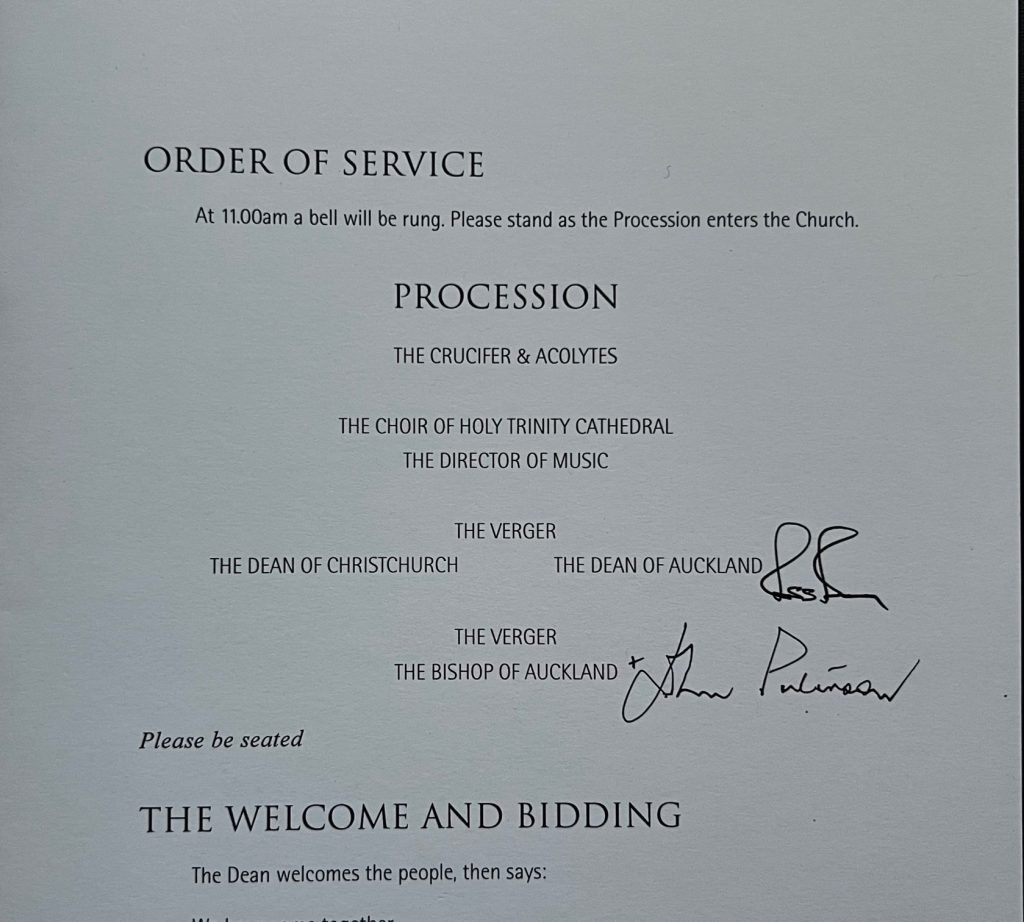 ORDER OF SERVICE
At 11.00am a bell will be rung. Please stand as the Procession enters the Church.
PROCESSION
THE CRUCIFER & ACOLYTES
THE CHOIR OF HOLY TRINITY CATHEDRAL
THE DIRECTOR OF MUSIC
THE VERGER
THE DEAN OF CHRISTCHURCH THE DEAN OF AUCKLAND
THE VERGER
THE BISHOP OF AUCKLAND + John
Please be seated
THE WELCOME AND BIDDING
The Dean welcomes the people, then says: